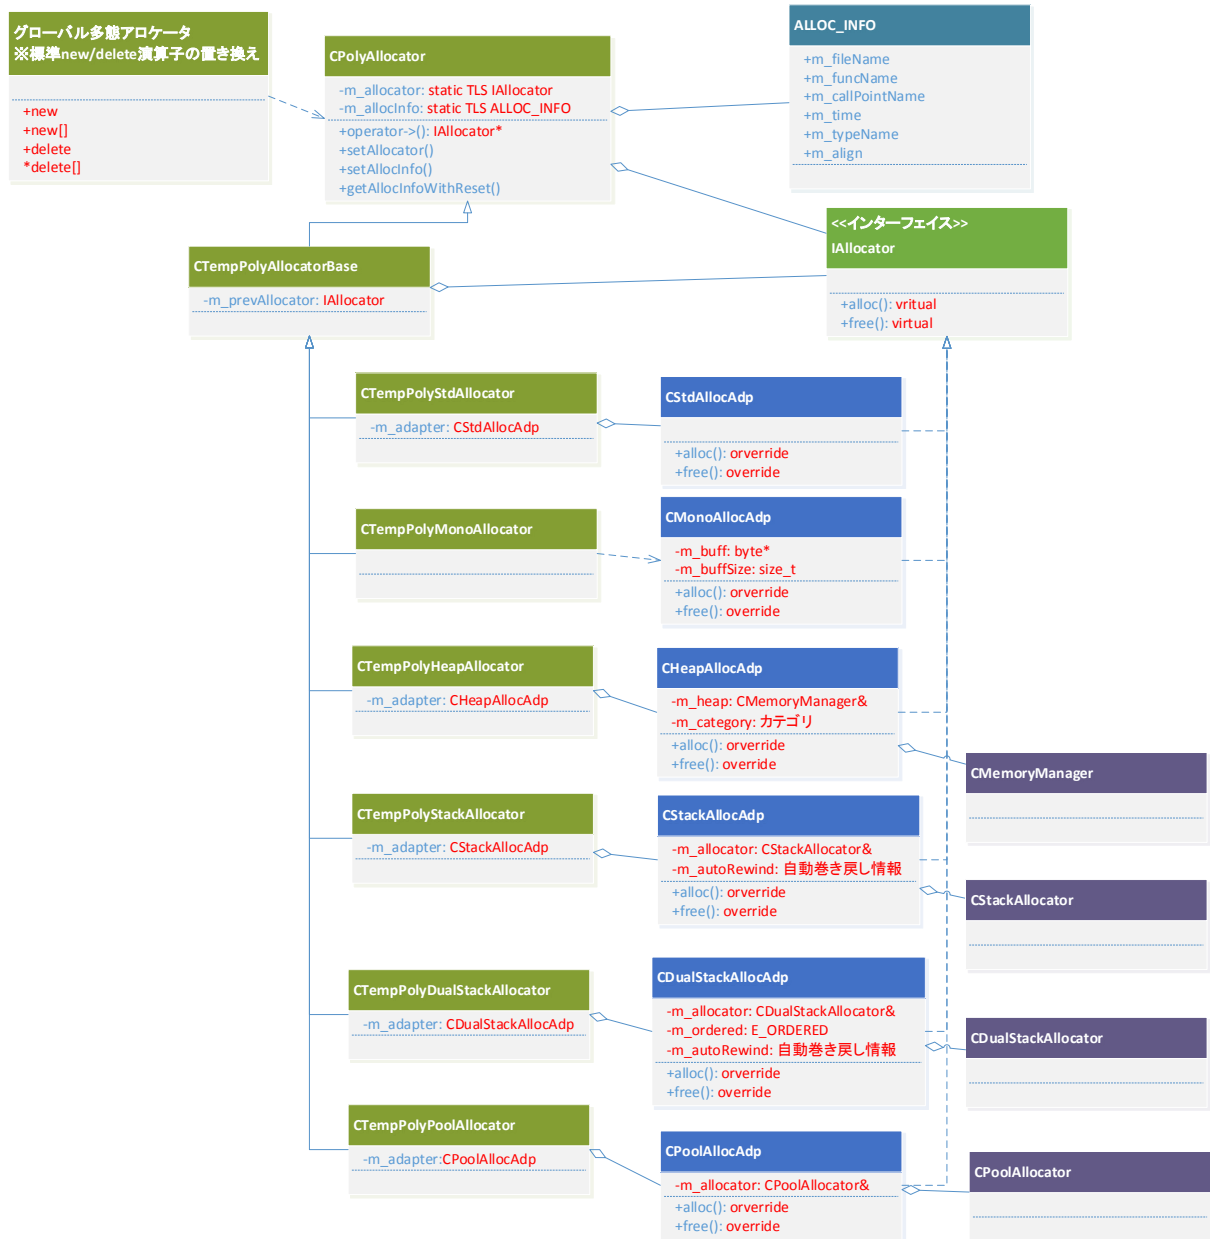 グローバル多態アロケータ
※標準new/delete演算子の置き換え
+new
+new[]
+delete
*delete[]
CPolyAllocator
-m_allocator: static TLS IAllocator
-m_allocInfo: static TLS ALLOC_INFO
+operator->(): IAllocator*
+setAllocator()
+setAllocInfo()
+getAllocInfoWithReset()
ALLOC_INFO
+m_fileName
+m_funcName
+m_callPointName
+m_time
+m_typeName
+m_align
<<インターフェイス>>
IAllocator
+alloc(): vritual
+free(): virtual
CTempPolyAllocatorBase
-m_prevAllocator: IAllocator
CTempPolyStdAllocator
-m_adapter: CStdAllocAdp
CStdAllocAdp
+alloc(): orverride
+free(): override
CTempPolyMonoAllocator
CMonoAllocAdp
-m_buff: byte*
-m_buffSize: size_t
+alloc(): orverride
+free(): override
CTempPolyHeapAllocator
-m_adapter: CHeapAllocAdp
CHeapAllocAdp
-m_heap: CMemoryManager&
-m_category: カテゴリ
+alloc(): orverride
+free(): override
CMemoryManager
CTempPolyStackAllocator
-m_adapter: CStackAllocAdp
CStackAllocAdp
-m_allocator: CStackAllocator&
-m_autoRewind: 自動巻き戻し情報
+alloc(): orverride
+free(): override
CStackAllocator
CTempPolyDualStackAllocator
-m_adapter: CDualStackAllocAdp
CDualStackAllocAdp
-m_allocator: CDualStackAllocator&
-m_ordered: E_ORDERED
-m_autoRewind: 自動巻き戻し情報
+alloc(): orverride
+free(): override
CDualStackAllocator
CTempPolyPoolAllocator
-m_adapter:CPoolAllocAdp
CPoolAllocAdp
-m_allocator: CPoolAllocator&
+alloc(): orverride
+free(): override
CPoolAllocator